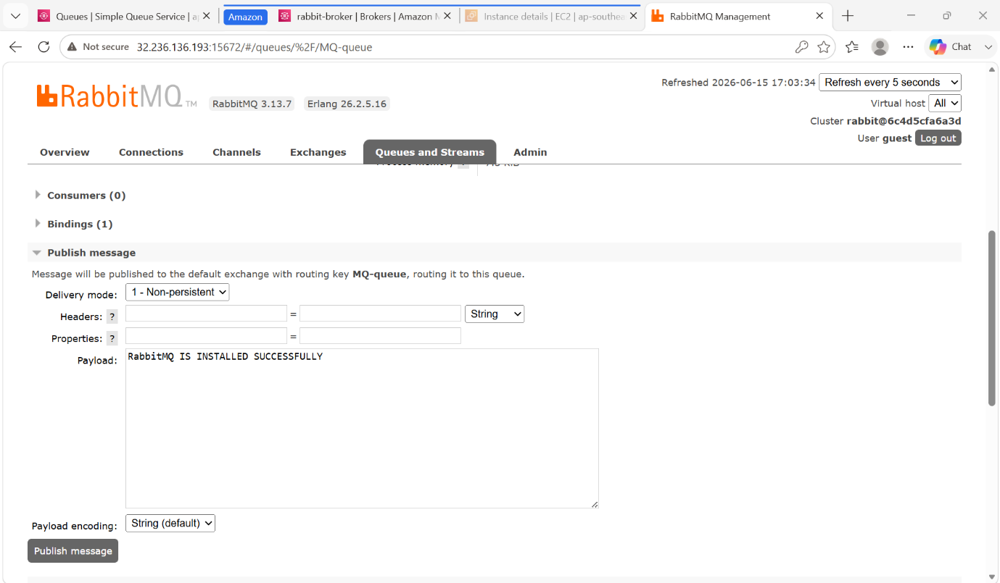 Queues | Simple Queue Service | a
Amazon
rabbit-broker | Brokers | Amazon M
Instance details | EC2 | ap-southea
RabbitMQ Management
Not secure
32.236.136.193:15672/#/queues/%2F/MQ-queue
Chat
RabbitMQ TM
RabbitMQ 3.13.7
Erlang 26.2.5.16
Refreshed 2026-06-15 17:03:34
Refresh every 5 seconds
Virtual host
All
Cluster rabbit@6c4d5cfa6a3d
User guest
Log out
Overview
Connections
Channels
Exchanges
Queues and Streams
Admin
Consumers (0)
Bindings (1)
Publish message
Message will be published to the default exchange with routing key MQ-queue, routing it to this queue.
Delivery mode:
1 - Non-persistent
Headers: ?
=
String
Properties: ?
=
Payload:
RabbitMQ IS INSTALLED SUCCESSFULLY
Payload encoding:
String (default)
Publish message